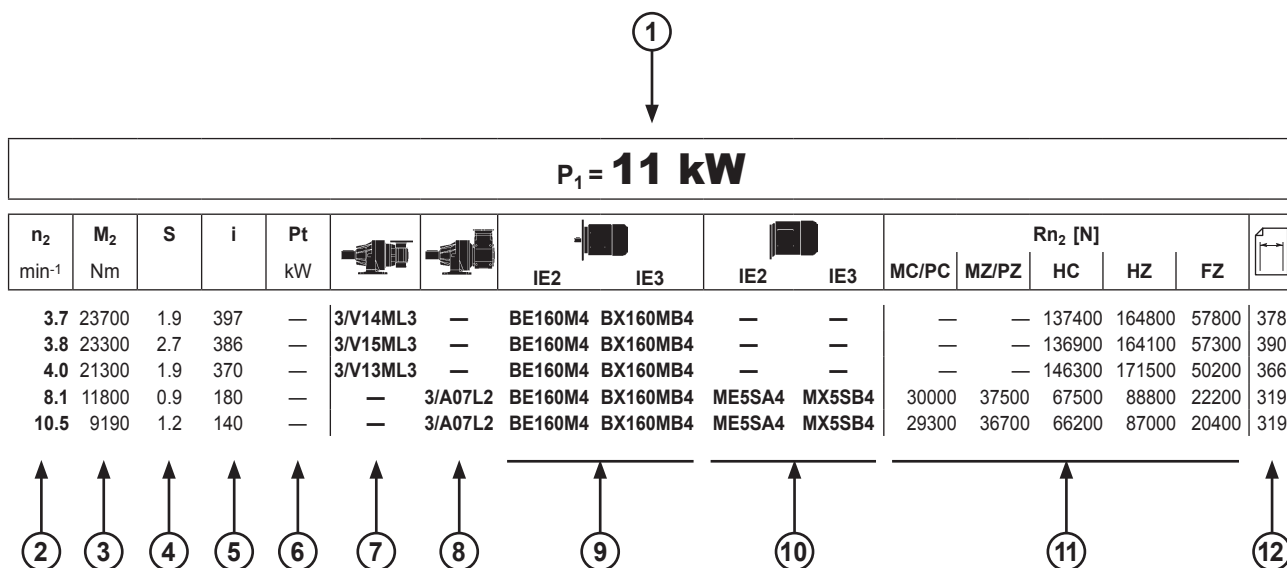 1
P1 = 11 kW
n2 M2 S i Pt Rn2 [N]
min-1 Nm kW IE2 IE3 IE2 IE3 MC/PC MZ/PZ HC HZ FZ
3.7 23700 1.9 397 — 3/V14ML3 — BE160M4 BX160MB4 — — — — 137400 164800 57800 378
3.8 23300 2.7 386 — 3/V15ML3 — BE160M4 BX160MB4 — — — — 136900 164100 57300 390
4.0 21300 1.9 370 — 3/V13ML3 — BE160M4 BX160MB4 — — — — 146300 171500 50200 366
8.1 11800 0.9 180 — — 3/A07L2 BE160M4 BX160MB4 ME5SA4 MX5SB4 30000 37500 67500 88800 22200 319
10.5 9190 1.2 140 — — 3/A07L2 BE160M4 BX160MB4 ME5SA4 MX5SB4 29300 36700 66200 87000 20400 319
2 3 4 5 6 7 8 9 10 11 12